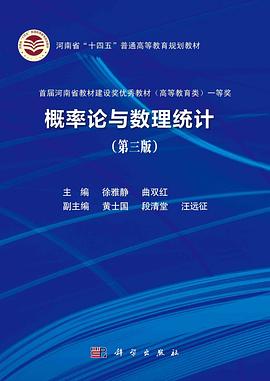 河南省“十四五”普通高等教育规划教材
首届河南省教材建设奖优秀教材（高等教育类）一等奖
概率论与数理统计
（第三版）
主 编 徐雅静 曲双红
副主编 黄士国 段清堂 汪远征
科学出版社